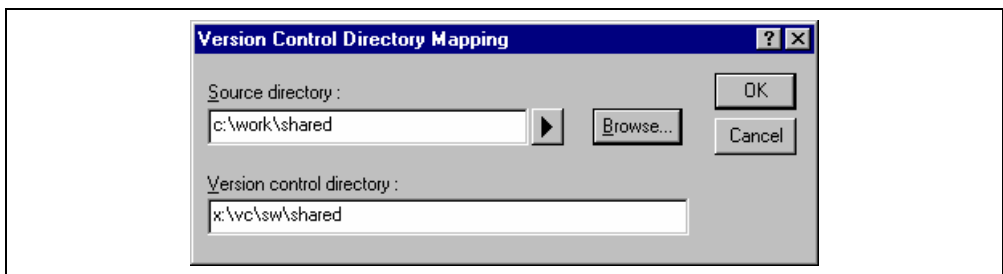 Version Control Directory Mapping
Source directory :
OK
c:\work\shared
Browse...
Cancel
Version control directory :
x:\vc\sw\shared